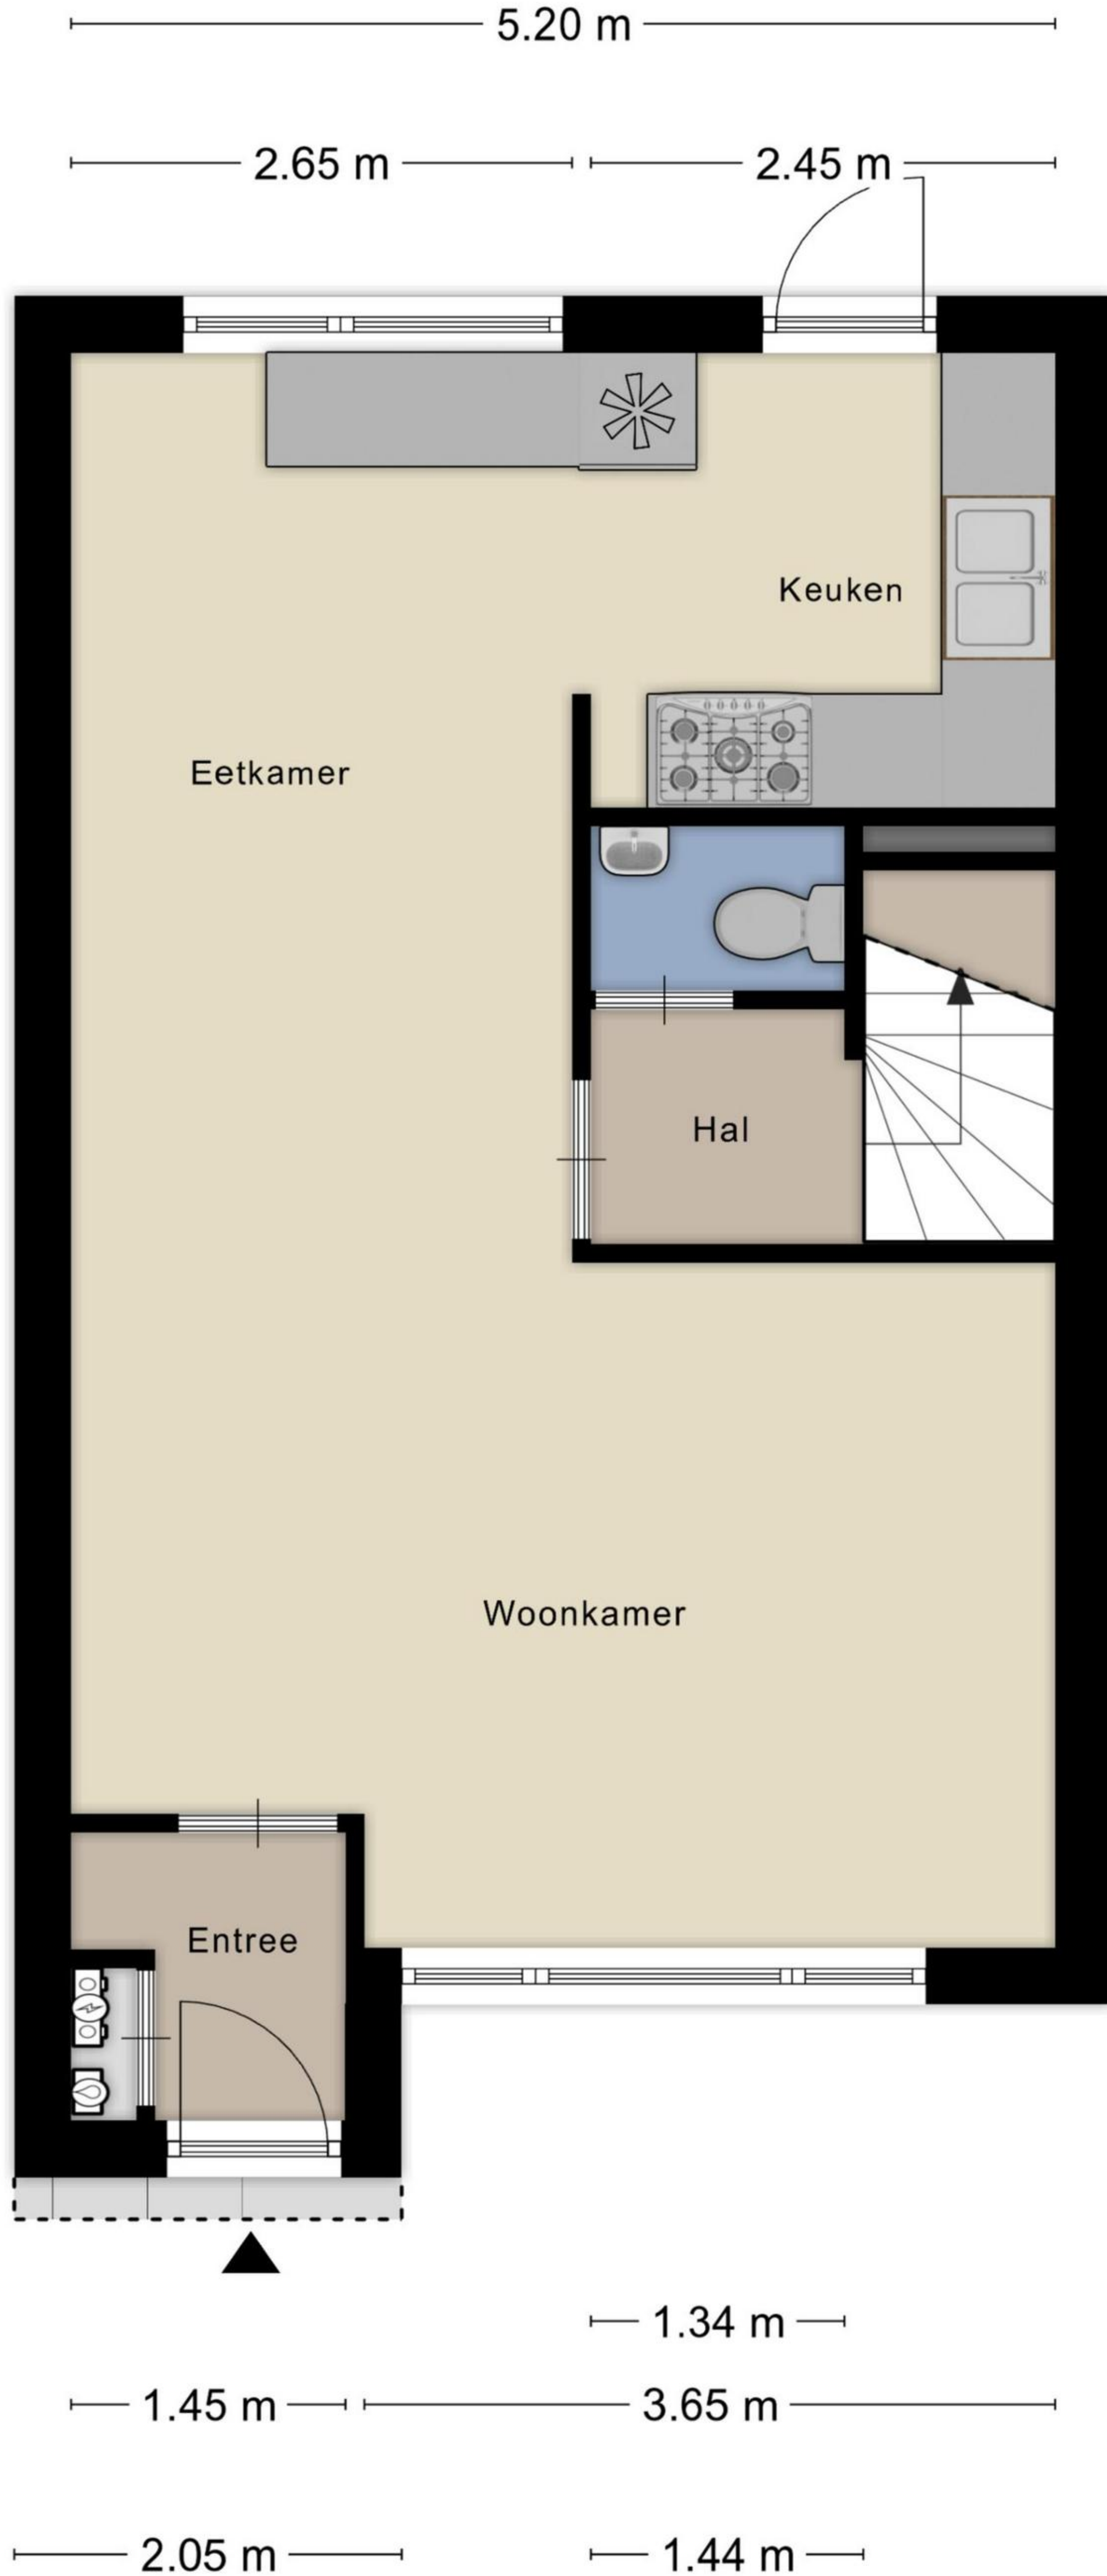 5.20 m
2.65 m
2.45 m
Keuken
Eetkamer
Hal
Woonkamer
Entree
1.34 m
1.45 m
3.65 m
2.05 m
1.44 m